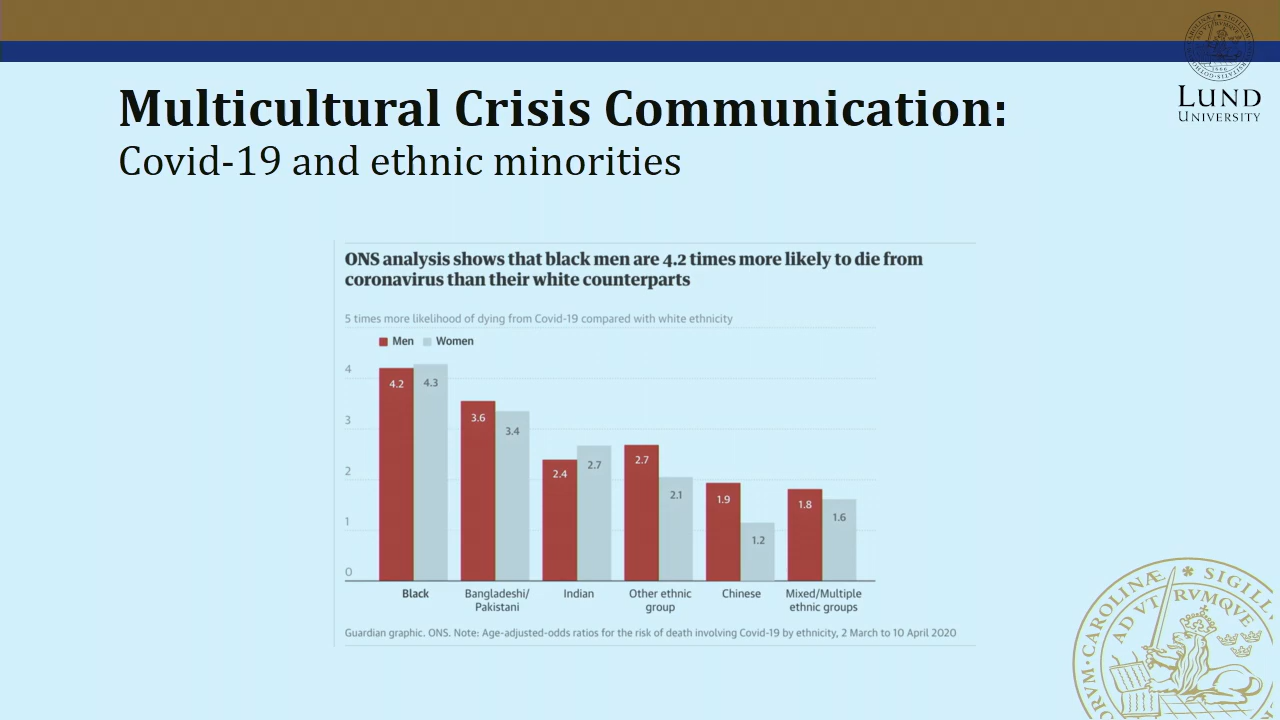 LUND
UNIVERSITY
Multicultural Crisis Communication:
Covid-19 and ethnic minorities
ONS analysis shows that black men are 4.2 times more likely to die from
coronavirus than their white counterparts
5 times more likelihood of dying from Covid-19 compared with white ethnicity
Men Women
4
3
2
1
0
4.2 4.3
3.6 3.4
2.4 2.7
2.7 2.1
1.9 1.2
1.8 1.6
Black
Bangladeshi/
Pakistani
Indian
Other ethnic
group
Chinese
Mixed/Multiple
ethnic groups
Guardian graphic. ONS. Note: Age-adjusted-odds ratios for the risk of death involving Covid-19 by ethnicity, 2 March to 10 April 2020
ORVM·CAROLINÆ * SIGILL
AD VTRVMQVE